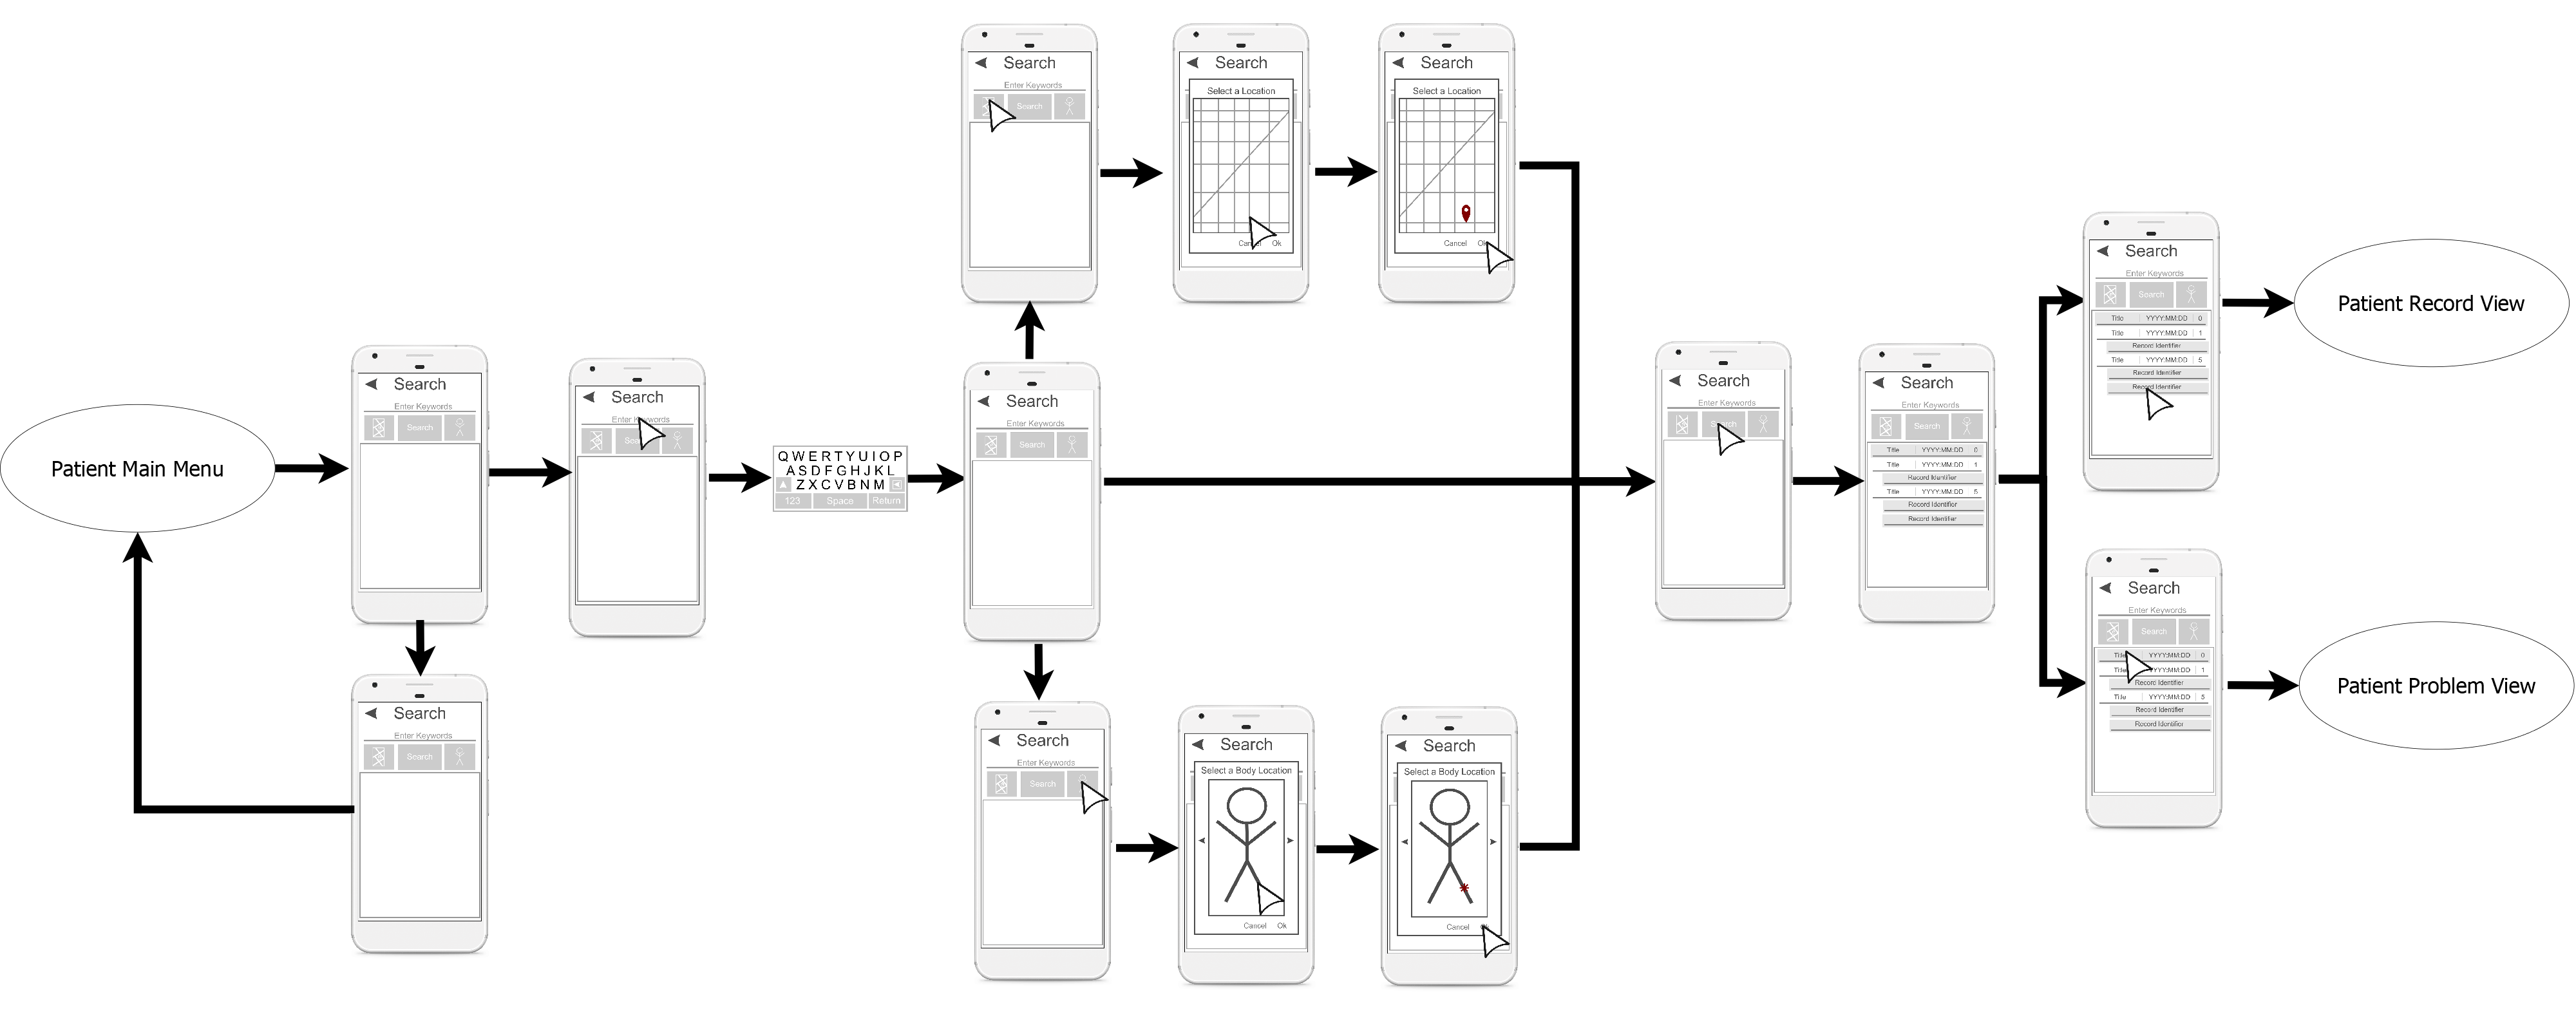 Search
Enter Keywords
Search
Search
Select a Location
Cancel Ok
Search
Select a Location
Cancel
Search
Enter Keywords
Search
Title YYYY:MM:DD 0
Title YYYY:MM:DD 1
Record Identifier
Title YYYY:MM:DD 5
Record Identifier
Record Identifier
Patient Record View
Patient Main Menu
Search
Enter Keywords
Search
Search
Enter Keywords
QWERTYUIOP
ASDFGHJKL
ZXCVBNM
123 Space Return
Search
Enter Keywords
Search
Search
Enter Keywords
Search
Search
Enter Keywords
Search
Title YYYY:MM:DD 0
Title YYYY:MM:DD 1
Record Identifier
Title YYYY:MM:DD 5
Record Identifier
Record Identifier
Search
Enter Keywords
Search
Search
Enter Keywords
Search
Search
Select a Body Location
Cancel Ok
Search
Select a Body Location
Cancel
Search
Enter Keywords
Search
Title YYYY:MM:DD 0
Title YYYY:MM:DD 1
Record Identifier
Title YYYY:MM:DD 5
Record Identifier
Record Identifier
Patient Problem View